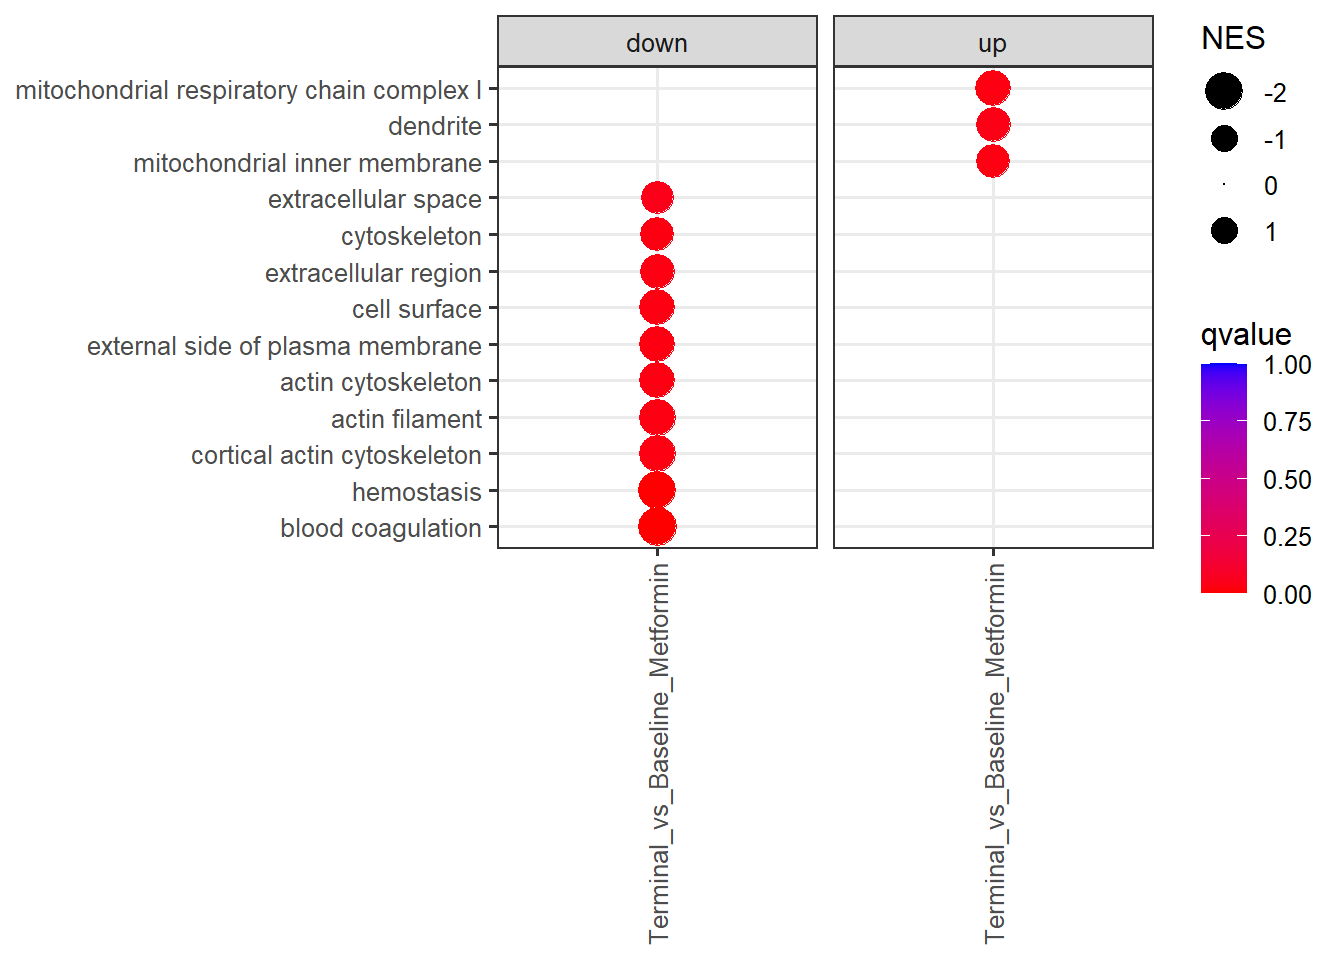 down
up
mitochondrial respiratory chain complex I
dendrite
mitochondrial inner membrane
extracellular space
cytoskeleton
extracellular region
cell surface
external side of plasma membrane
actin cytoskeleton
actin filament
cortical actin cytoskeleton
hemostasis
blood coagulation
Terminal_vs_Baseline_Metformin
Terminal_vs_Baseline_Metformin
NES
-2
-1
0
1
qvalue
1.00
0.75
0.50
0.25
0.00